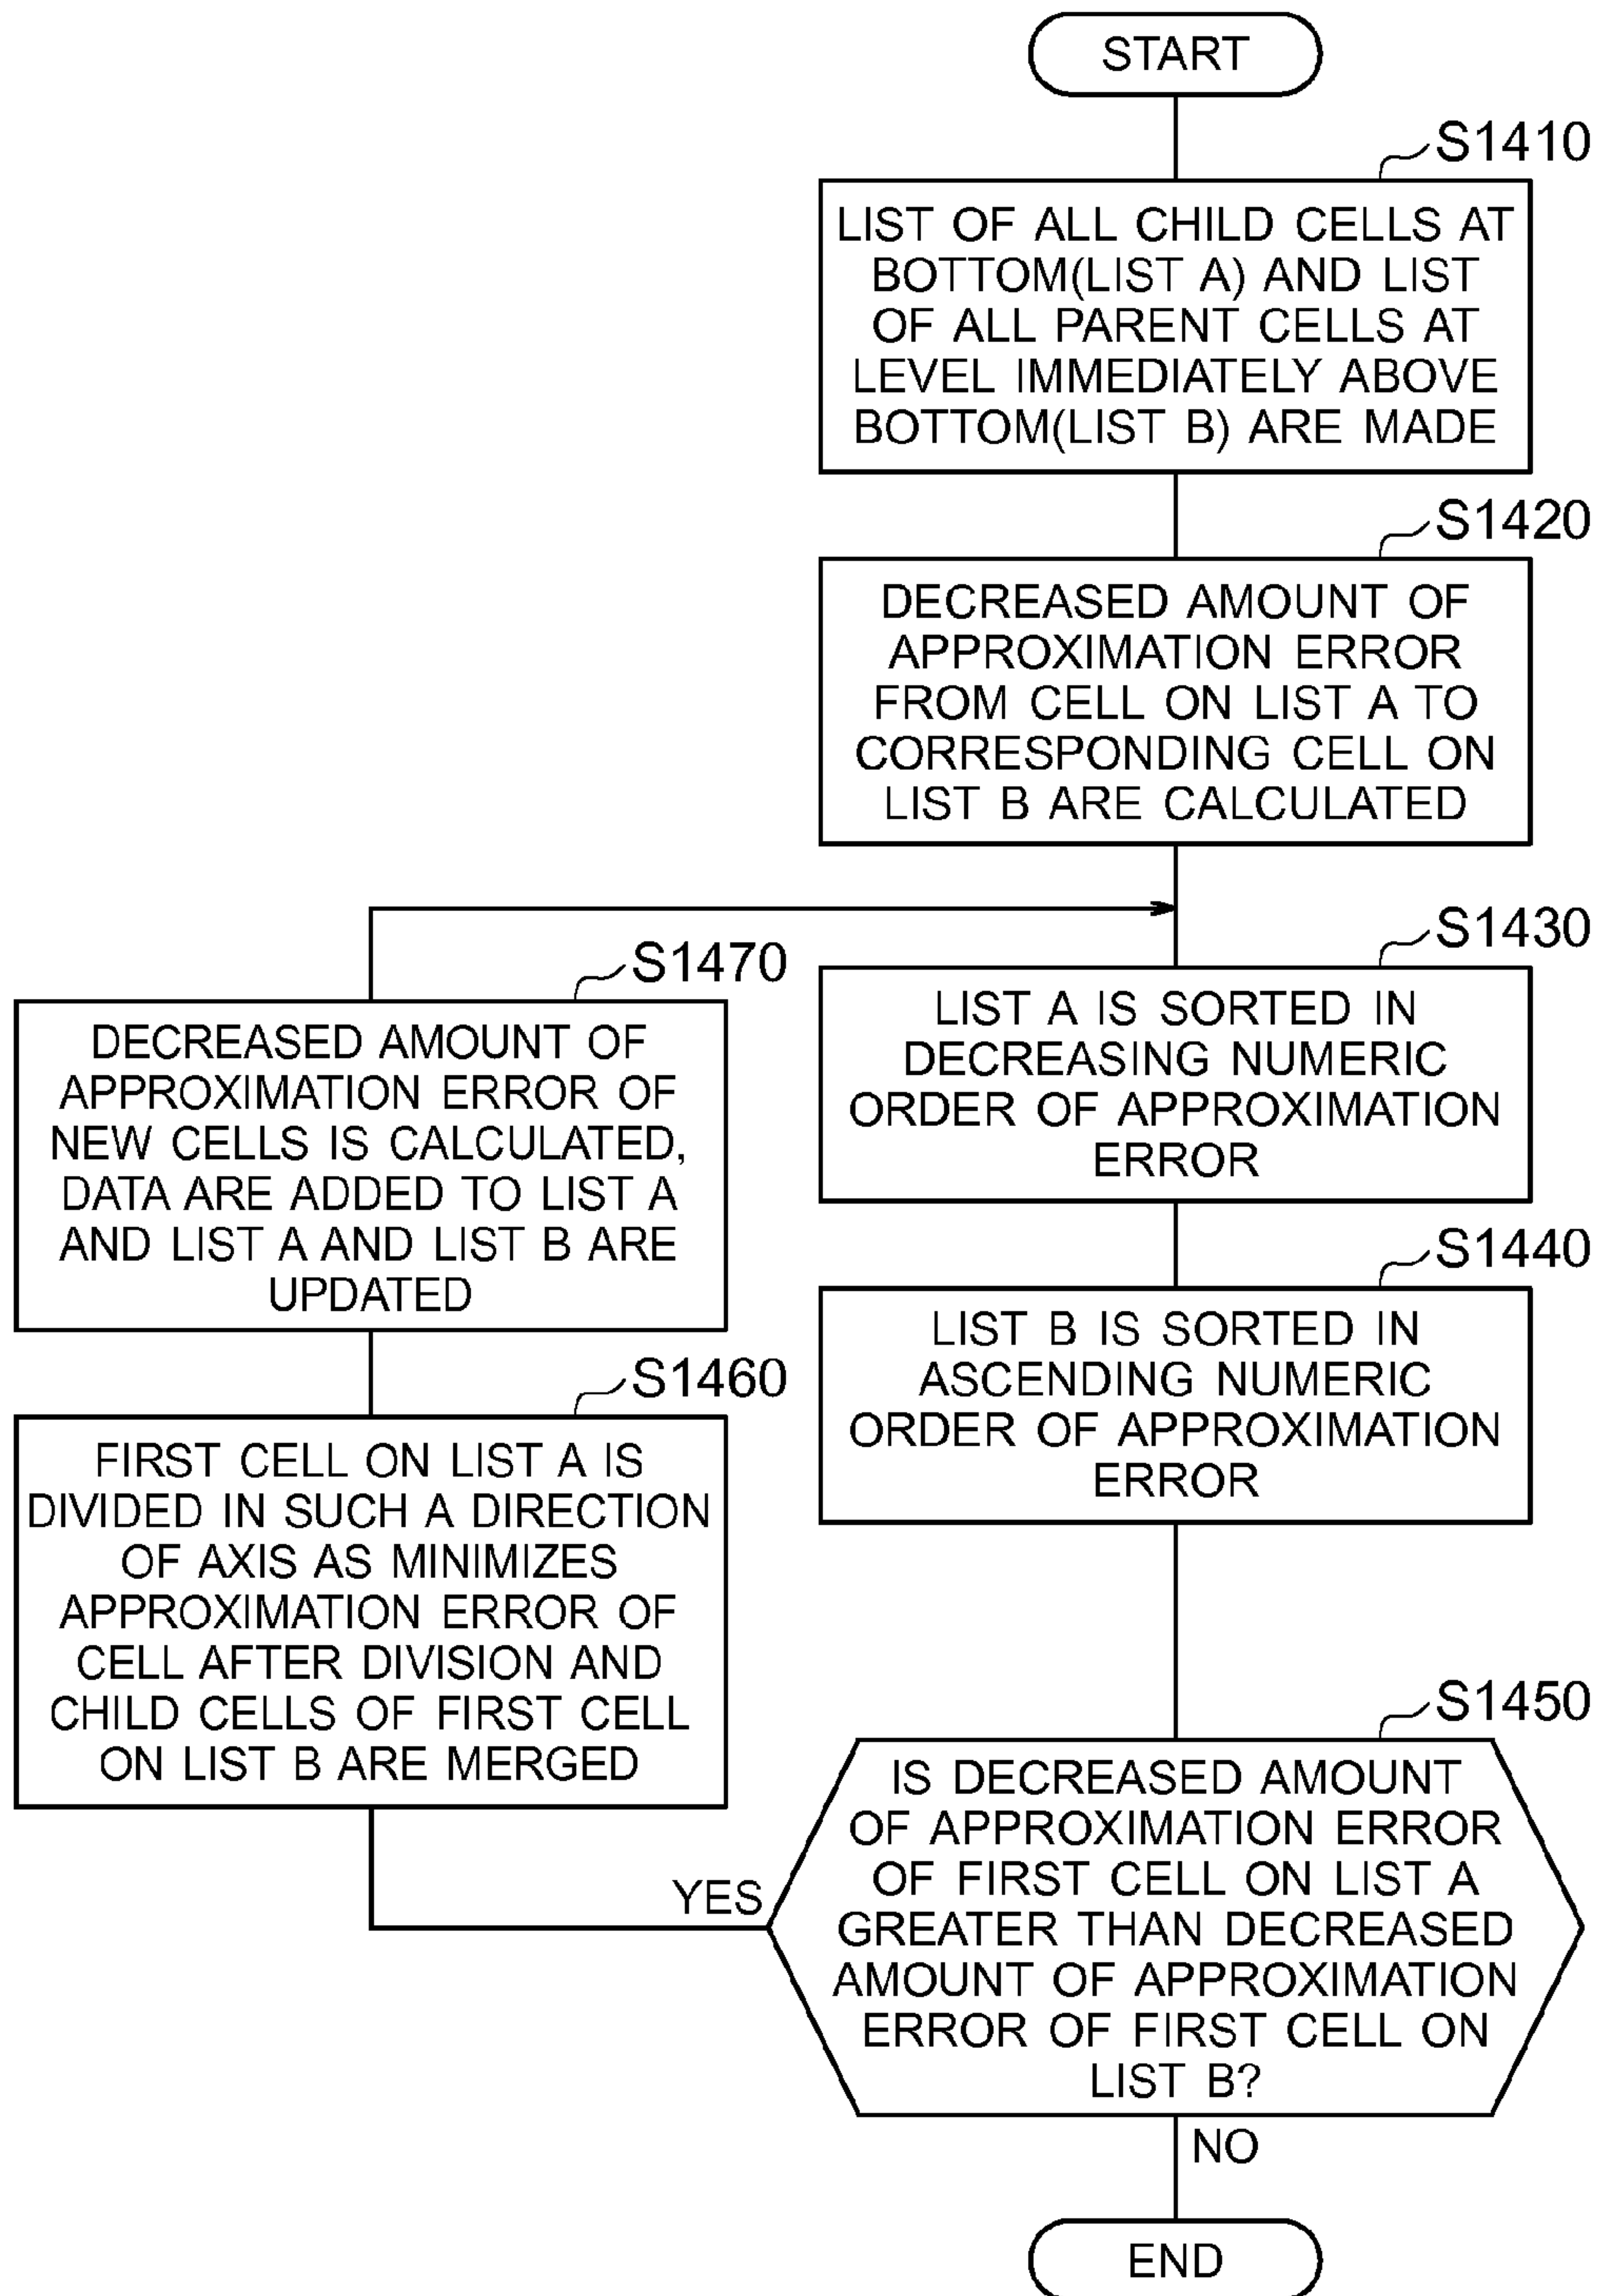 START
S1410
LIST OF ALL CHILD CELLS AT
BOTTOM(LIST A) AND LIST
OF ALL PARENT CELLS AT
LEVEL IMMEDIATELY ABOVE
BOTTOM(LIST B) ARE MADE
S1420
DECREASED AMOUNT OF
APPROXIMATION ERROR
FROM CELL ON LIST A TO
CORRESPONDING CELL ON
LIST B ARE CALCULATED
S1430
LIST A IS SORTED IN
DECREASING NUMERIC
ORDER OF APPROXIMATION
ERROR
S1440
LIST B IS SORTED IN
ASCENDING NUMERIC
ORDER OF APPROXIMATION
ERROR
S1450
IS DECREASED AMOUNT
OF APPROXIMATION ERROR
OF FIRST CELL ON LIST A
GREATER THAN DECREASED
AMOUNT OF APPROXIMATION
ERROR OF FIRST CELL ON
LIST B?
YES
S1460
FIRST CELL ON LIST A IS
DIVIDED IN SUCH A DIRECTION
OF AXIS AS MINIMIZES
APPROXIMATION ERROR OF
CELL AFTER DIVISION AND
CHILD CELLS OF FIRST CELL
ON LIST B ARE MERGED
S1470
DECREASED AMOUNT OF
APPROXIMATION ERROR OF
NEW CELLS IS CALCULATED,
DATA ARE ADDED TO LIST A
AND LIST A AND LIST B ARE
UPDATED
NO
END